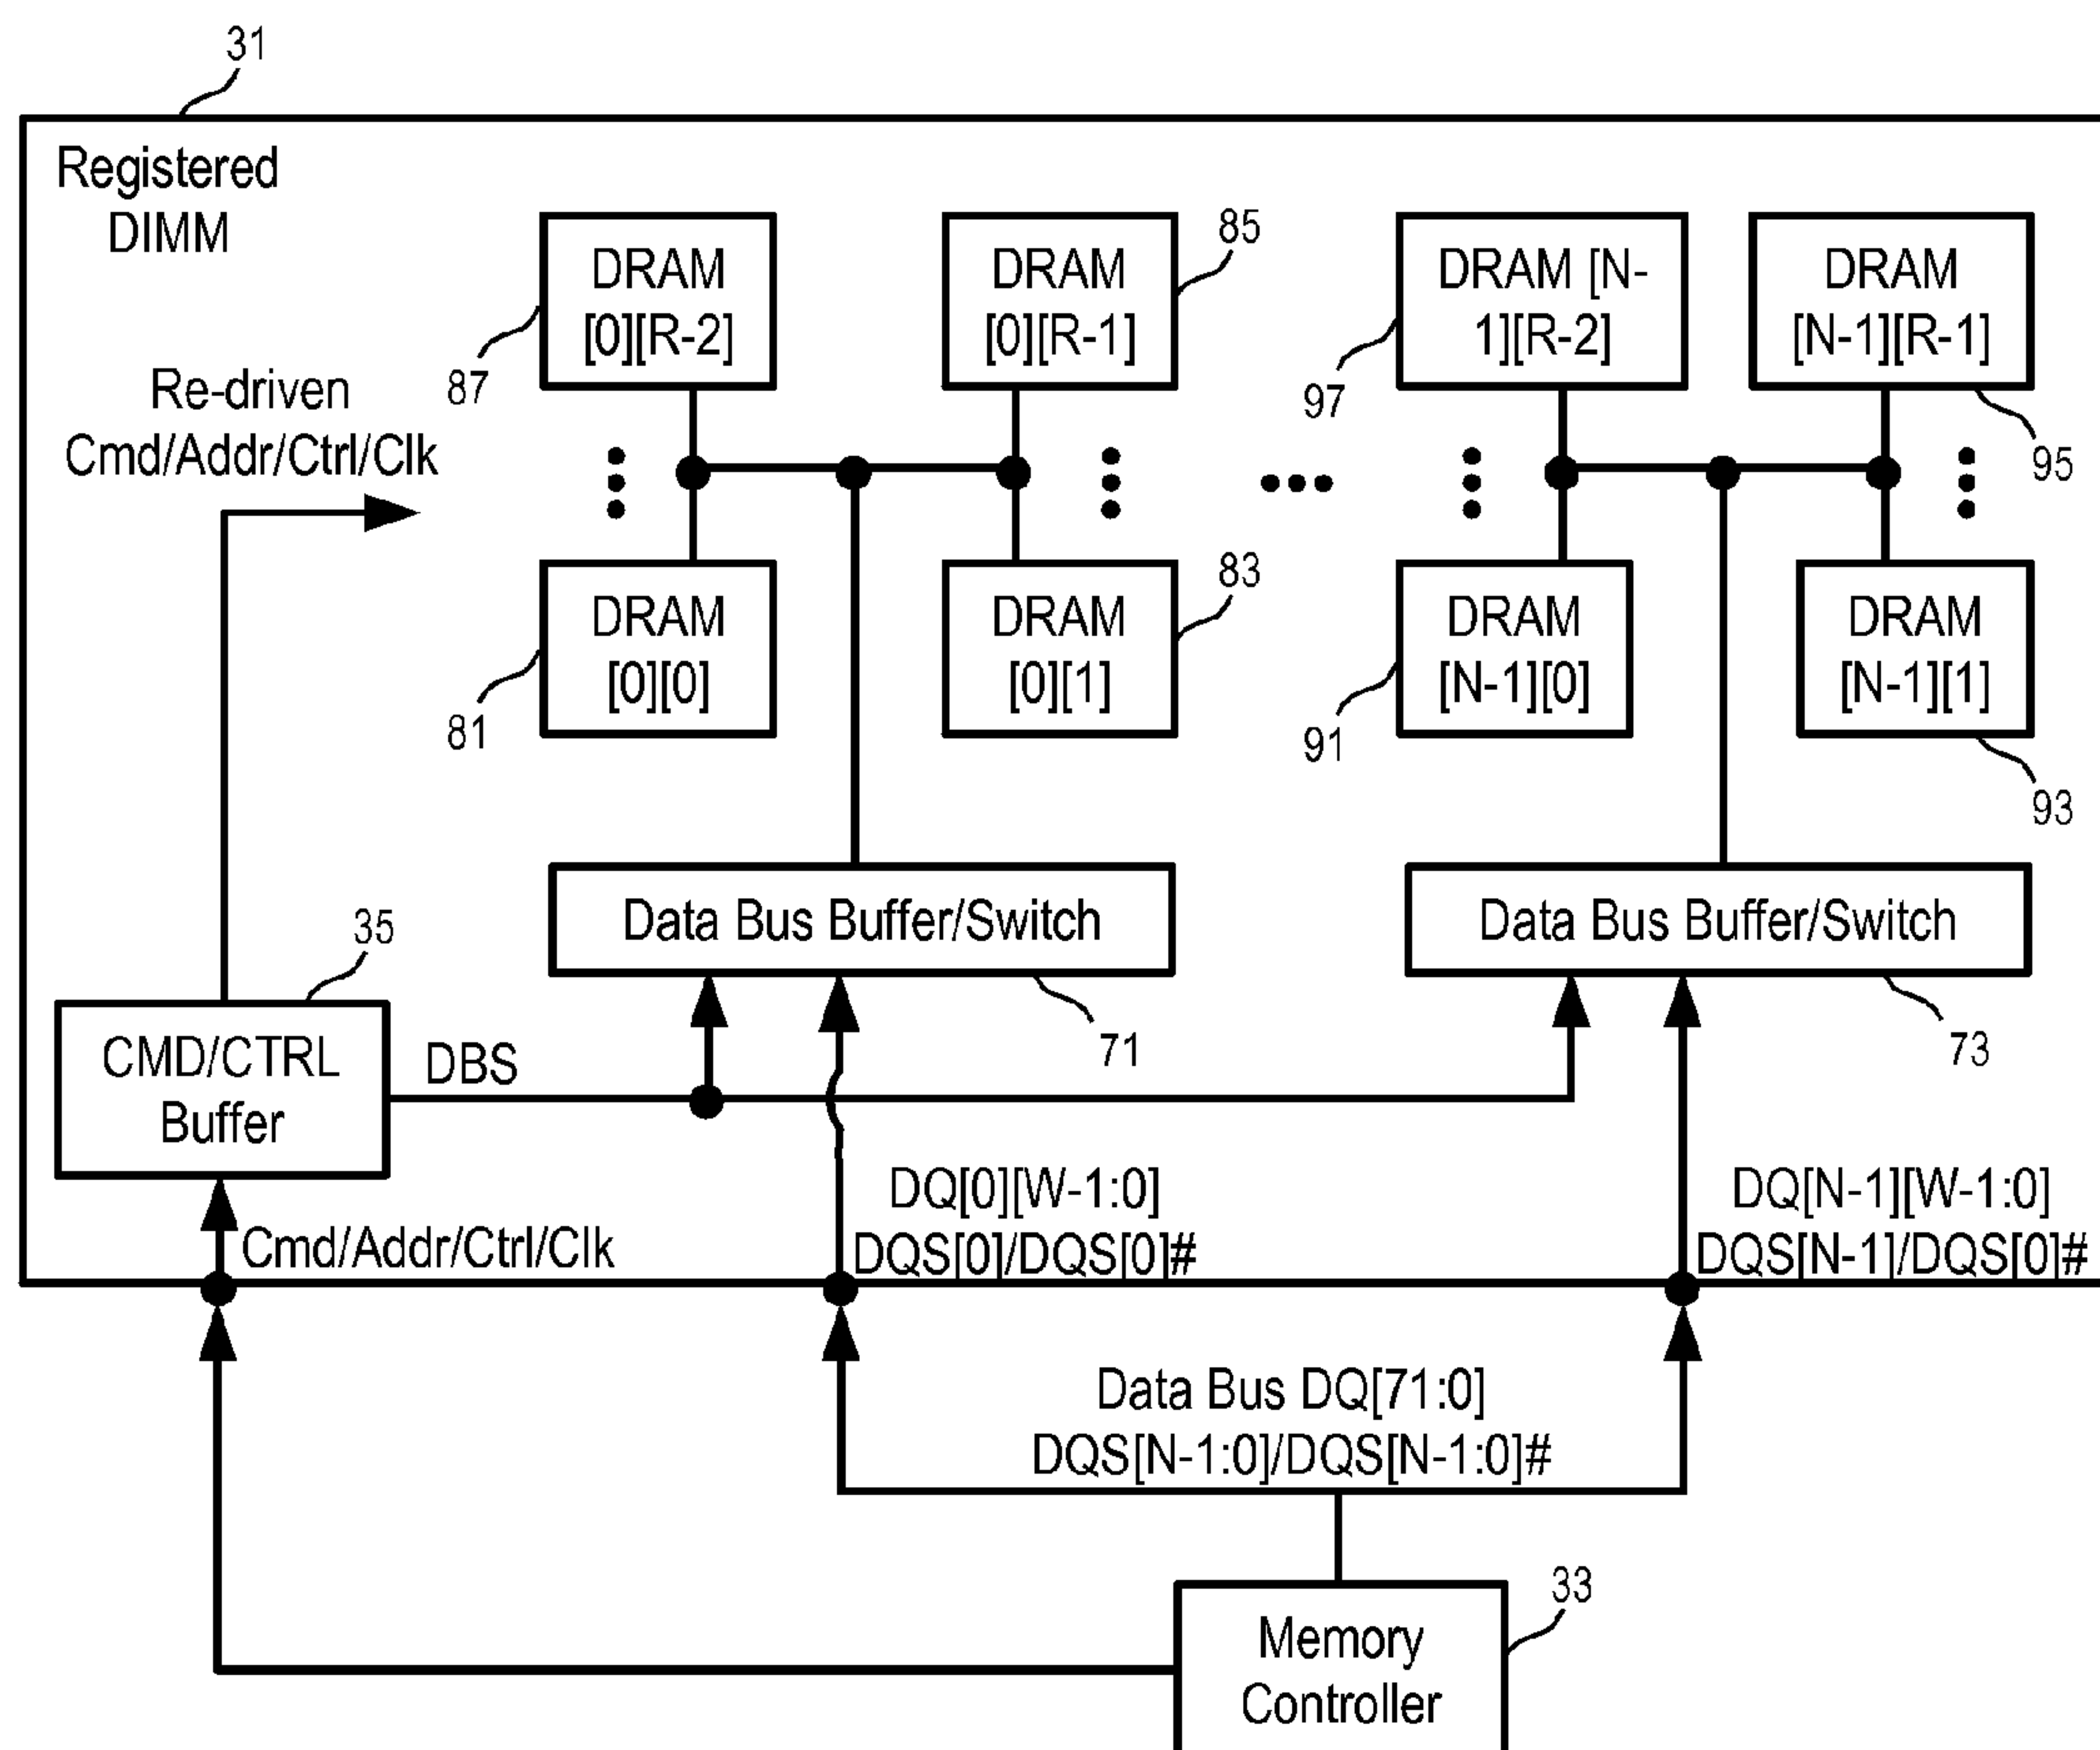 31
Registered
DIMM
DRAM
[0][R-2]
87
DRAM
[0][R-1]
85
DRAM [N-
1][R-2]
97
DRAM
[N-1][R-1]
95
Re-driven
Cmd/Addr/Ctrl/Clk
DRAM
[0][0]
81
DRAM
[0][1]
83
DRAM
[N-1][0]
91
DRAM
[N-1][1]
93
Data Bus Buffer/Switch
71
Data Bus Buffer/Switch
73
35
CMD/CTRL
Buffer
DBS
Cmd/Addr/Ctrl/Clk
DQ[0][W-1:0]
DQS[0]/DQS[0]#
DQ[N-1][W-1:0]
DQS[N-1]/DQS[0]#
Data Bus DQ[71:0]
DQS[N-1:0]/DQS[N-1:0]#
33
Memory
Controller